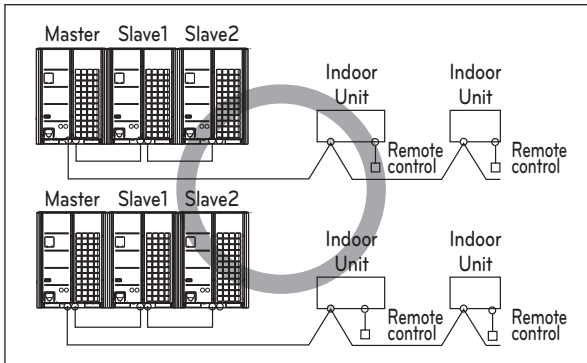 Master Slave1 Slave2
Indoor
Unit
Indoor
Unit
Remote
control
Remote
control
Master Slave1 Slave2
Indoor
Unit
Indoor
Unit
Remote
control
Remote
control